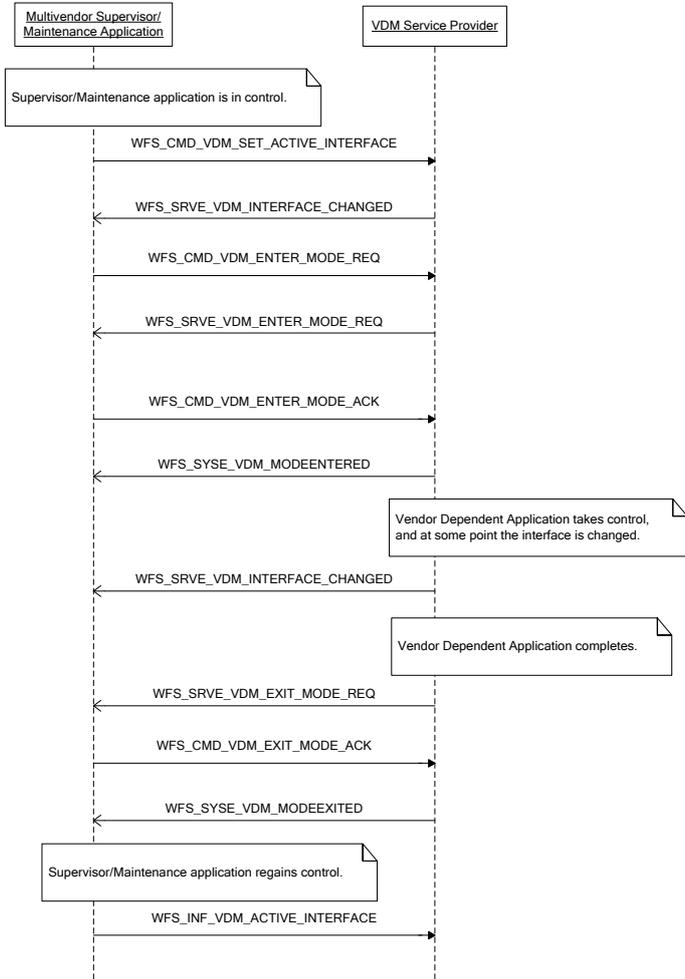 Multivendor Supervisor/
Maintenance Application
VDM Service Provider
Supervisor/Maintenance application is in control.
WFS_CMD_VDM_SET_ACTIVE_INTERFACE
WFS_SRVE_VDM_INTERFACE_CHANGED
WFS_CMD_VDM_ENTER_MODE_REQ
WFS_SRVE_VDM_ENTER_MODE_REQ
WFS_CMD_VDM_ENTER_MODE_ACK
WFS_SYSE_VDM_MODEENTERED
Vendor Dependent Application takes control,
and at some point the interface is changed.
WFS_SRVE_VDM_INTERFACE_CHANGED
Vendor Dependent Application completes.
WFS_SRVE_VDM_EXIT_MODE_REQ
WFS_CMD_VDM_EXIT_MODE_ACK
WFS_SYSE_VDM_MODEEXITED
Supervisor/Maintenance application regains control.
WFS_INF_VDM_ACTIVE_INTERFACE